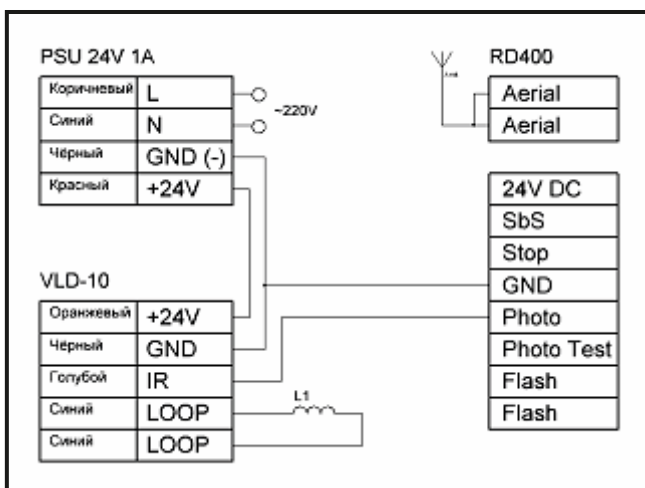 PSU 24V 1A
Коричневый L
Синий N
~220V
Чёрный GND (-)
Красный +24V
VLD-10
Оранжевый +24V
Чёрный GND
Голубой IR
Синий LOOP
Синий LOOP
L1
RD400
Aerial
Aerial
24V DC
SbS
Stop
GND
Photo
Photo Test
Flash
Flash